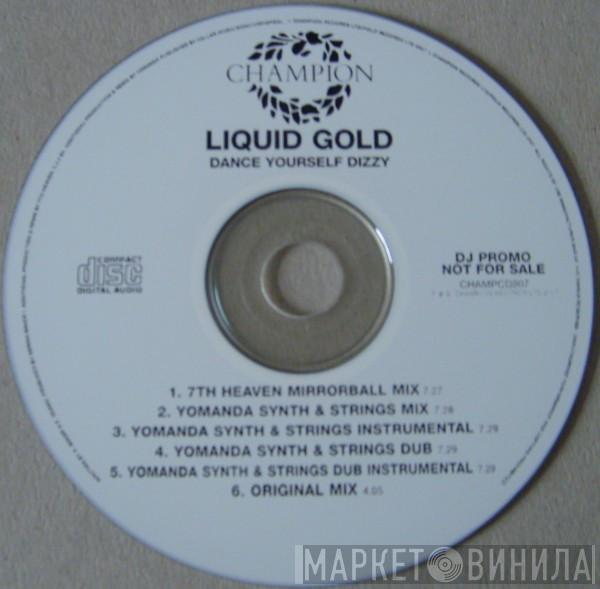 CHAMPION
LIQUID GOLD
DANCE YOURSELF DIZZY
COMPACT
disc
DIGITAL AUDIO
DJ PROMO
NOT FOR SALE
CHAMPCD807
1. 7TH HEAVEN MIRRORBALL MIX 7.27
2. YOMANDA SYNTH & STRINGS MIX 7.28
3. YOMANDA SYNTH & STRINGS INSTRUMENTAL 7.29
4. YOMANDA SYNTH & STRINGS DUB 7.29
5. YOMANDA SYNTH & STRINGS DUB INSTRUMENTAL 7.29
6. ORIGINAL MIX 4.05
МАРКЕТ ВИНИЛА